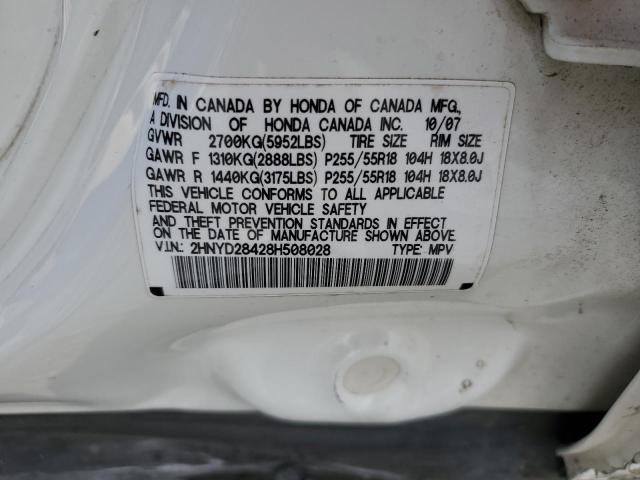 MFD. IN CANADA BY HONDA OF CANADA MFG.,
A DIVISION OF HONDA CANADA INC. 10/07
GVWR 2700KG(5952LBS) TIRE SIZE RIM SIZE
GAWR F 1310KG(2888LBS) P255/55R18 104H 18X8.0J
GAWR R 1440KG(3175LBS) P255/55R18 104H 18X8.0J
THIS VEHICLE CONFORMS TO ALL APPLICABLE
FEDERAL MOTOR VEHICLE SAFETY
AND THEFT PREVENTION STANDARDS IN EFFECT
ON THE DATE OF MANUFACTURE SHOWN ABOVE.
V.I.N.: 2HNYD28428H508028 TYPE: MPV